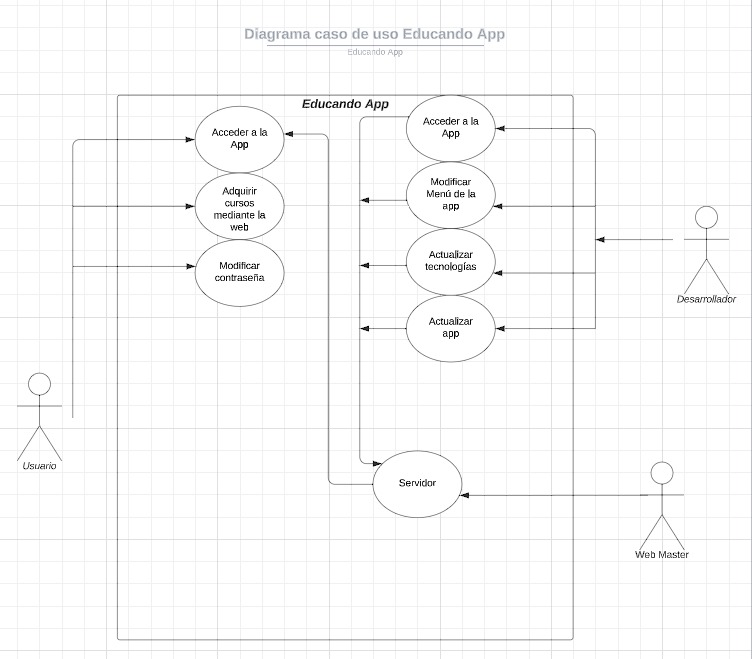 Diagrama caso de uso Educando App
Educando App
Educando App
Acceder a la
App
Adquirir
cursos
mediante la
web
Modificar
contraseña
Acceder a la
App
Modificar
Menú de la
app
Actualizar
tecnologías
Actualizar
app
Desarrollador
Usuario
Servidor
Web Master